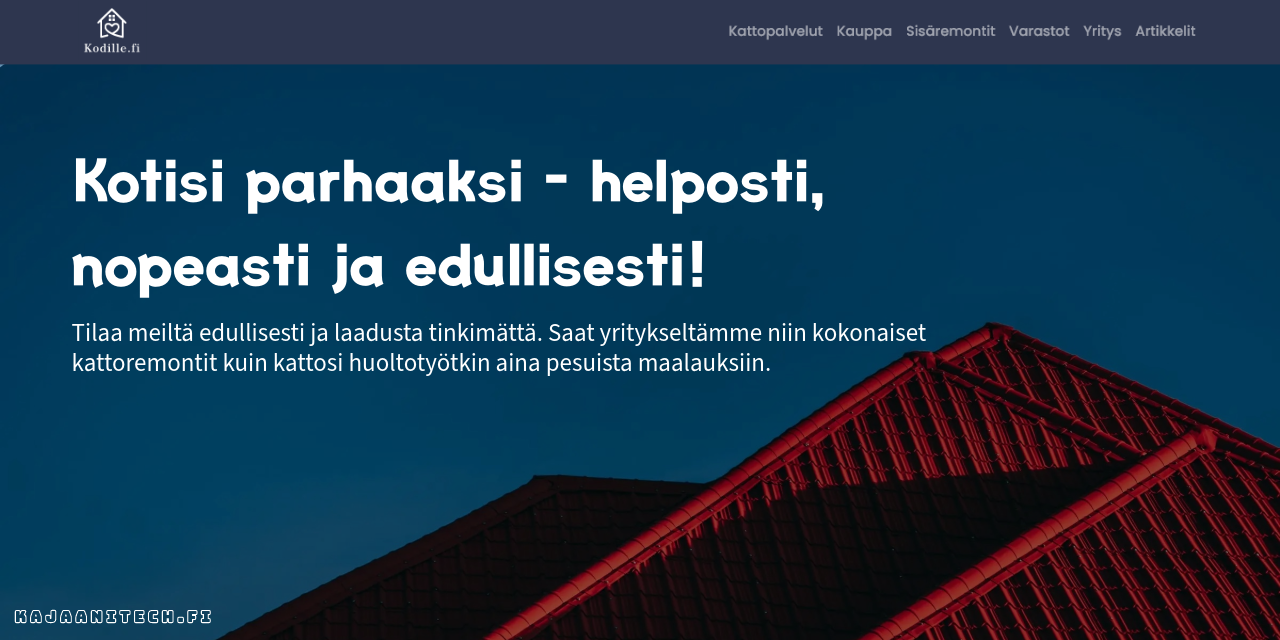 Kodille.fi
Kattopalvelut Kauppa Sisäremontit Varastot Yritys Artikkelit
Kotisi parhaaksi - helposti,
nopeasti ja edullisesti!
Tilaa meiltä edullisesti ja laadusta tinkimättä. Saat yritykseltämme niin kokonaiset
kattoremontit kuin kattosi huoltotyötkin aina pesuista maalauksiin.
KAJAANITECH.FI